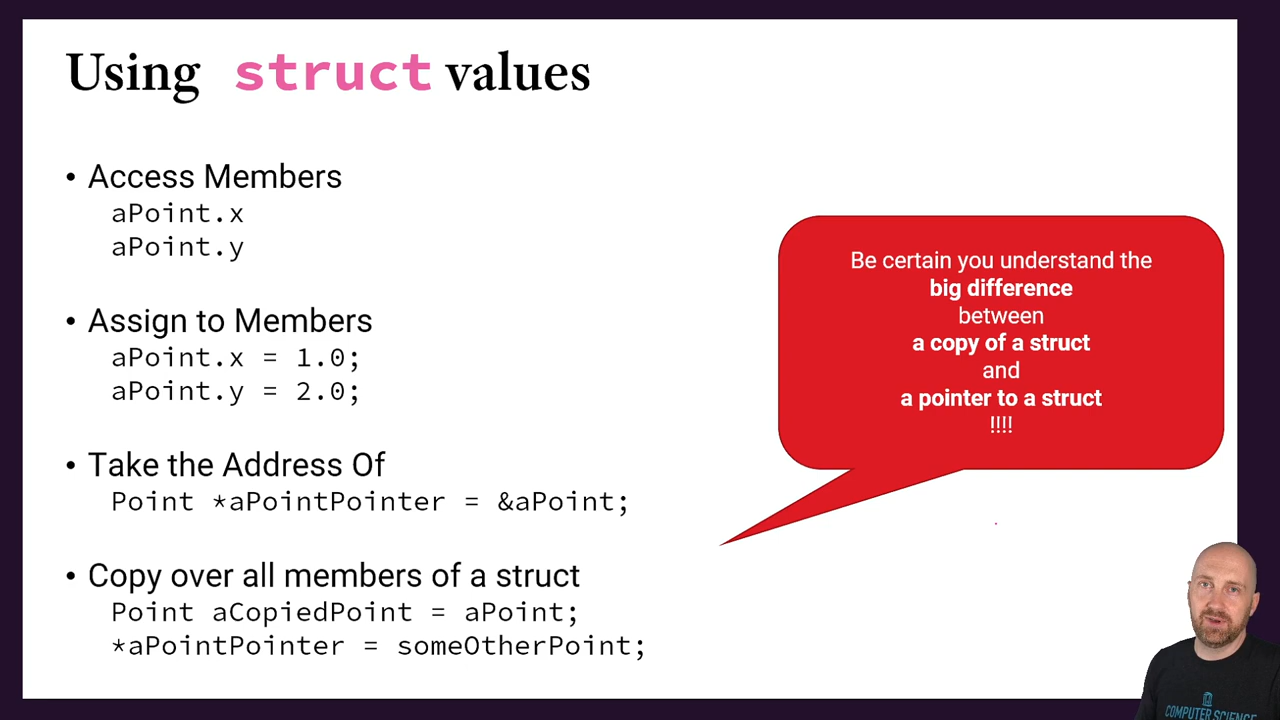 Using struct values
• Access Members
aPoint.x
aPoint.y
• Assign to Members
aPoint.x = 1.0;
aPoint.y = 2.0;
• Take the Address Of
Point *aPointPointer = &aPoint;
• Copy over all members of a struct
Point aCopiedPoint = aPoint;
*aPointPointer = someOtherPoint;
Be certain you understand the
big difference
between
a copy of a struct
and
a pointer to a struct
!!!!
COMPUTER SCIENCE